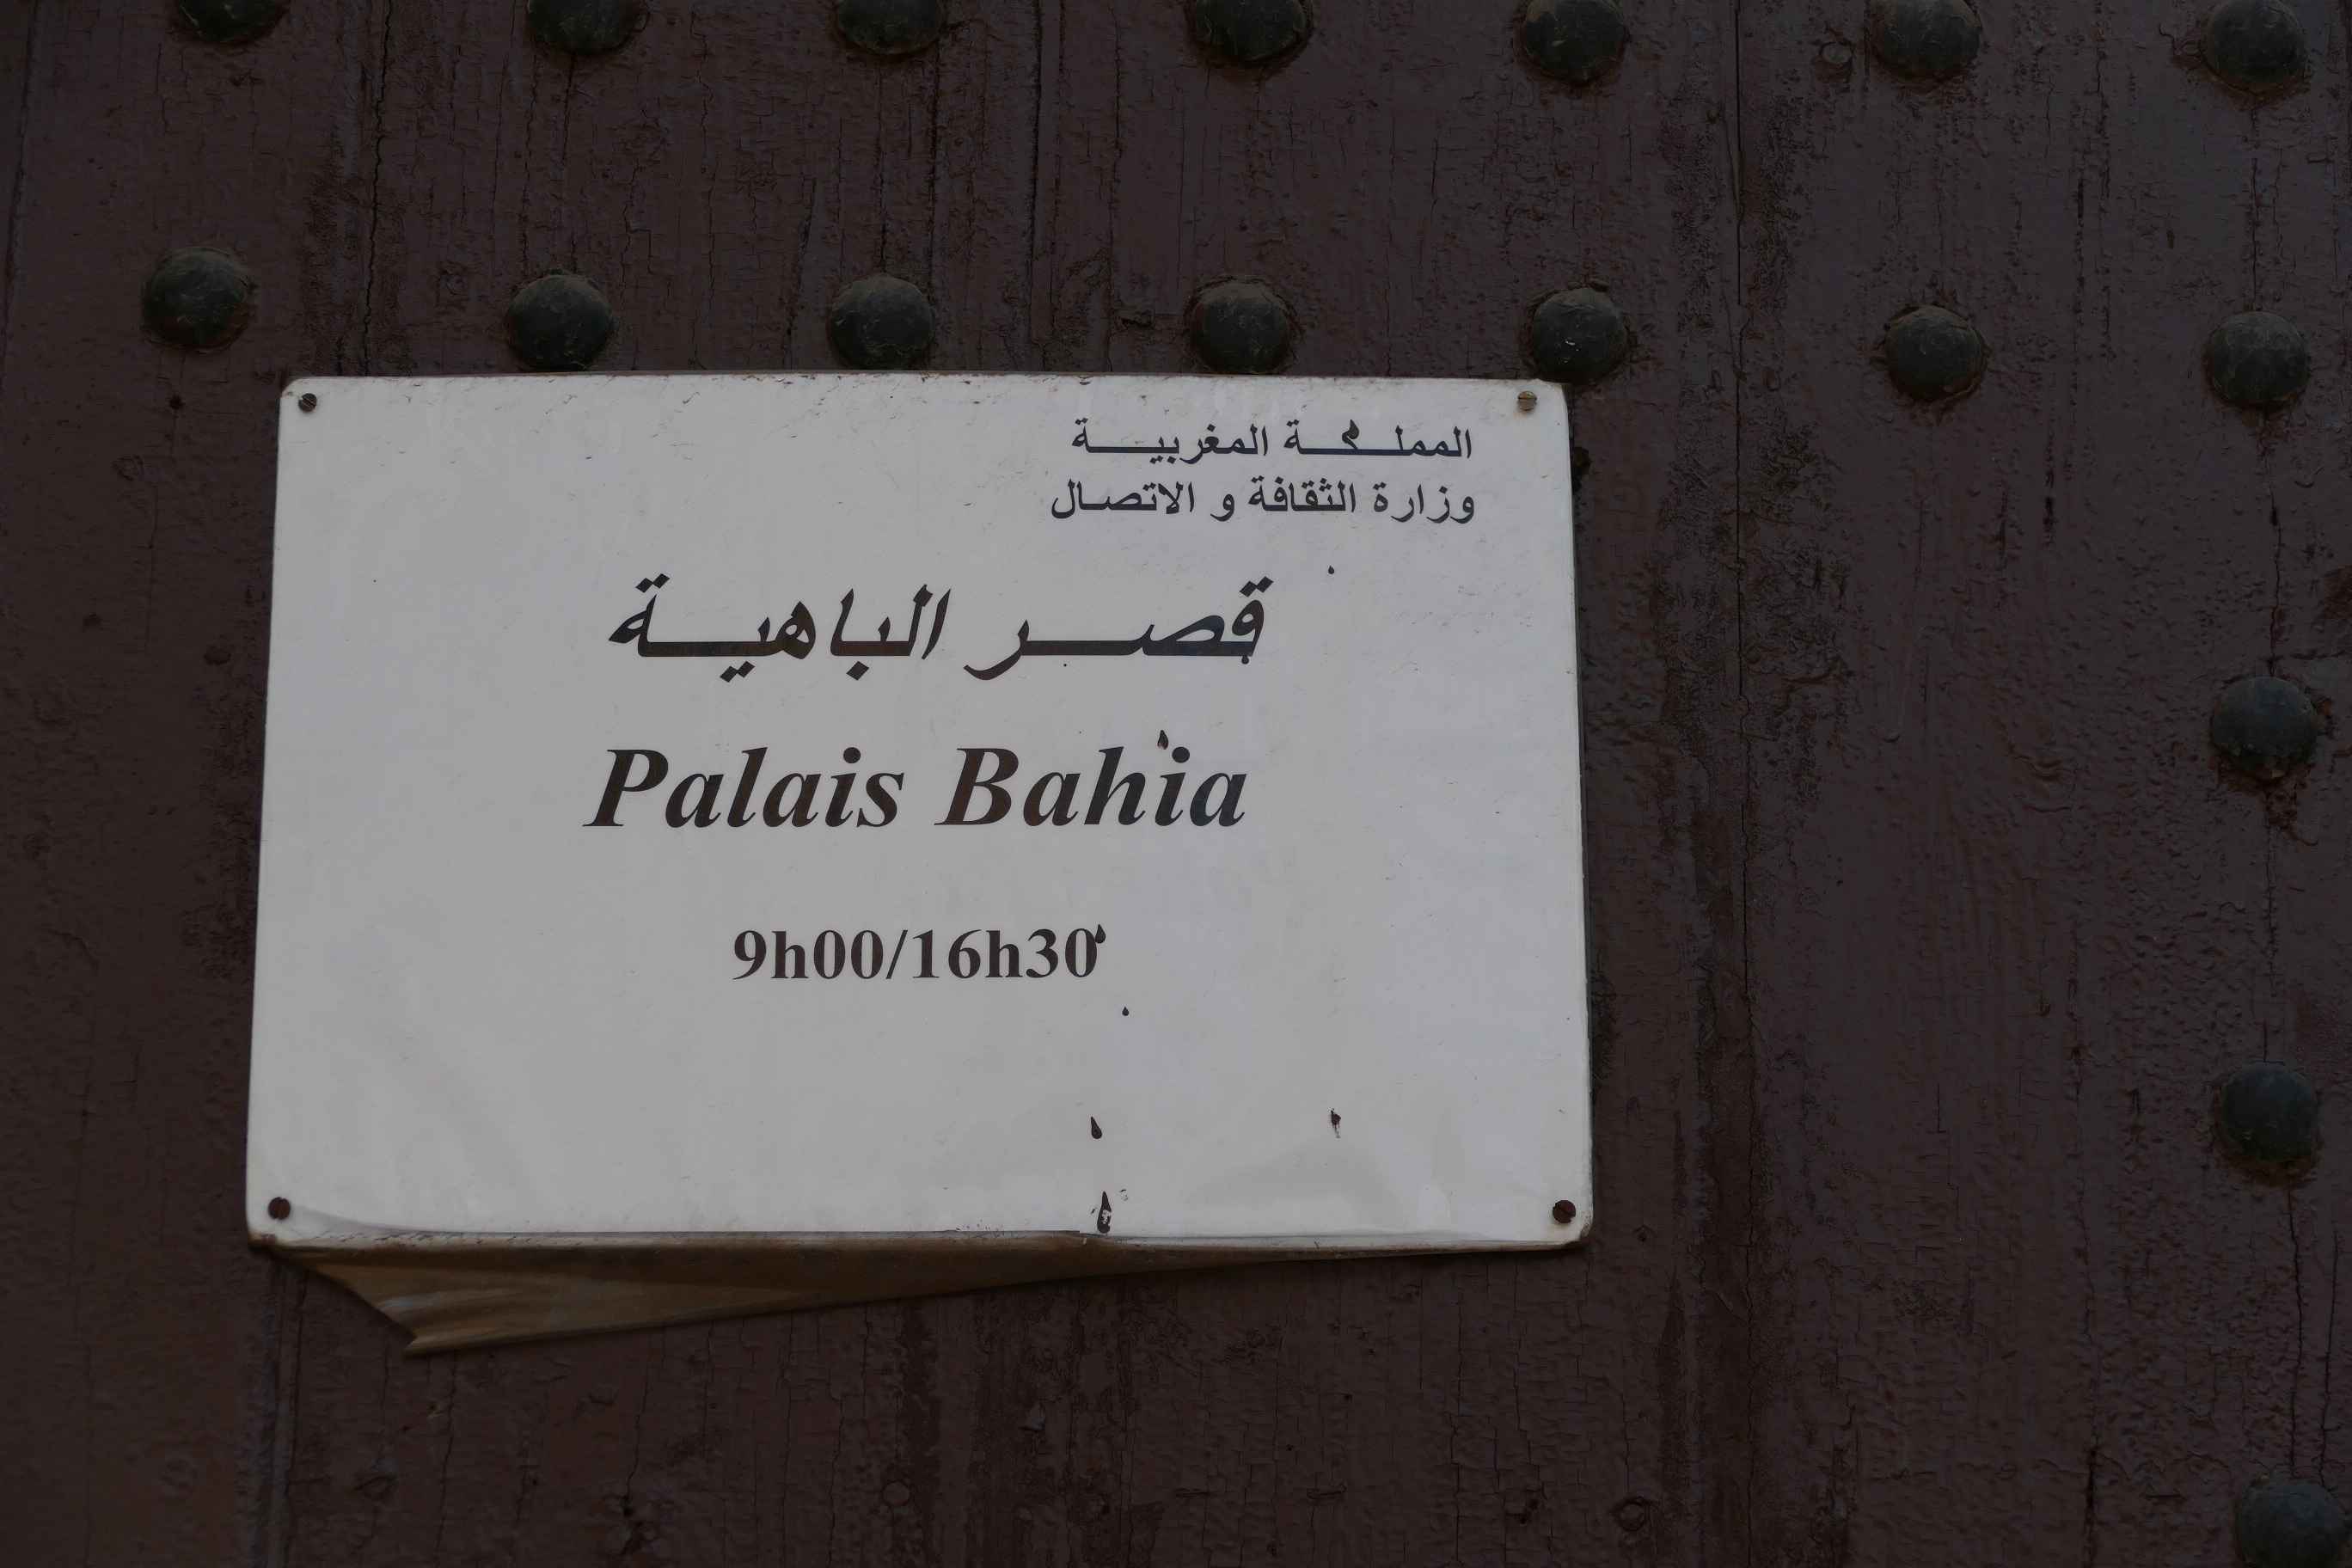 المملكة المغربية
وزارة الثقافة و الاتصال
قصر الباهية
Palais Bahia
9h00/16h30